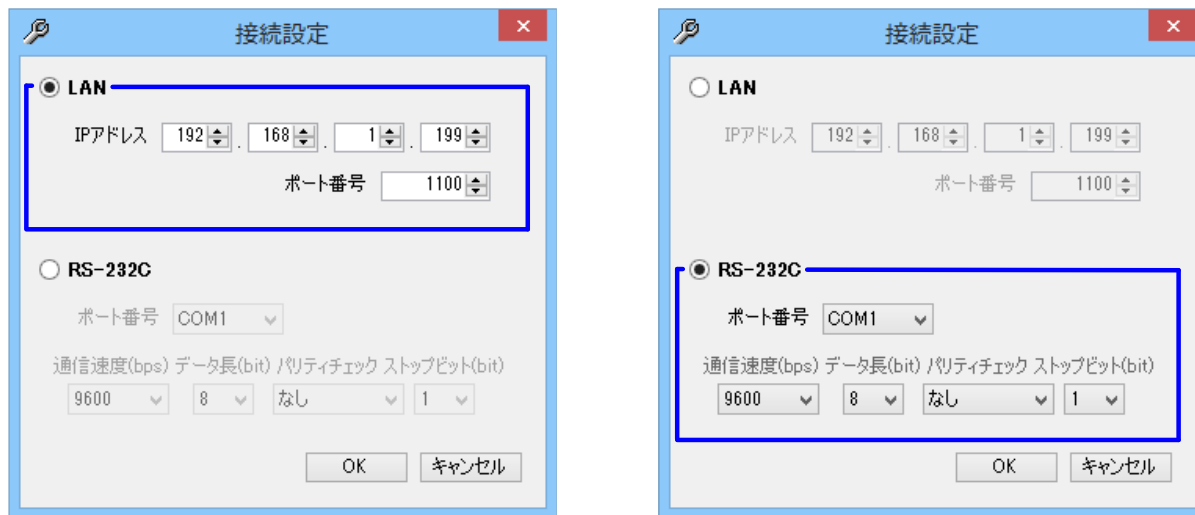 接続設定
LAN
IPアドレス 192 . 168 . 1 . 199
ポート番号 1100
RS-232C
ポート番号 COM1
通信速度(bps) データ長(bit) パリティチェック ストップビット(bit)
9600 8 なし 1
OK キャンセル
接続設定
LAN
IPアドレス 192 . 168 . 1 . 199
ポート番号 1100
RS-232C
ポート番号 COM1
通信速度(bps) データ長(bit) パリティチェック ストップビット(bit)
9600 8 なし 1
OK キャンセル